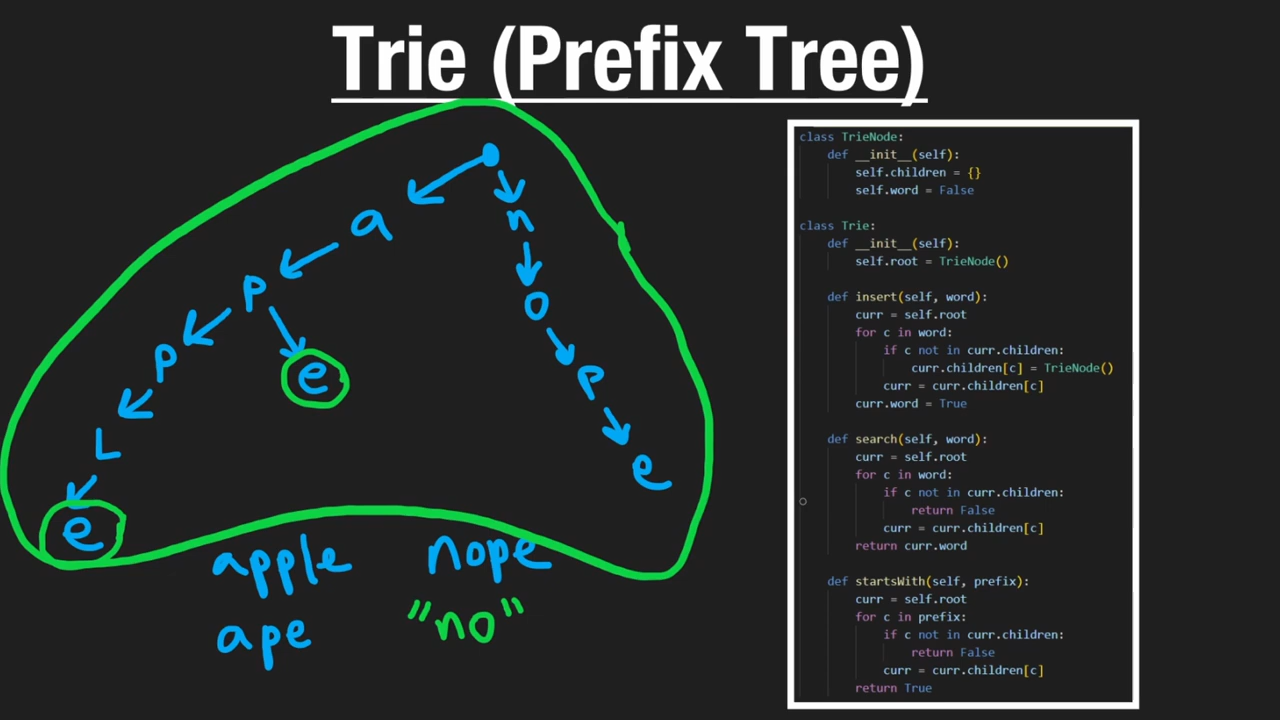 Trie (Prefix Tree)
a
n
p
o
p
e
p
L
e
e
apple
nope
ape
"no"
class TrieNode:
    def __init__(self):
        self.children = {}
        self.word = False

class Trie:
    def __init__(self):
        self.root = TrieNode()

    def insert(self, word):
        curr = self.root
        for c in word:
            if c not in curr.children:
                curr.children[c] = TrieNode()
            curr = curr.children[c]
        curr.word = True

    def search(self, word):
        curr = self.root
        for c in word:
            if c not in curr.children:
                return False
            curr = curr.children[c]
        return curr.word

    def startsWith(self, prefix):
        curr = self.root
        for c in prefix:
            if c not in curr.children:
                return False
            curr = curr.children[c]
        return True